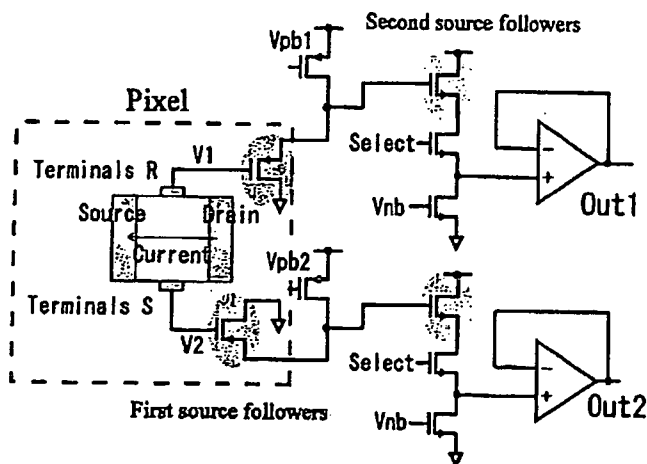 Second source followers
Vpb1
Pixel
V1
Select
Terminals R
Source
Drain
Vnb
Out1
Current
Vpb2
Terminals S
V2
Select
Vnb
Out2
First source followers